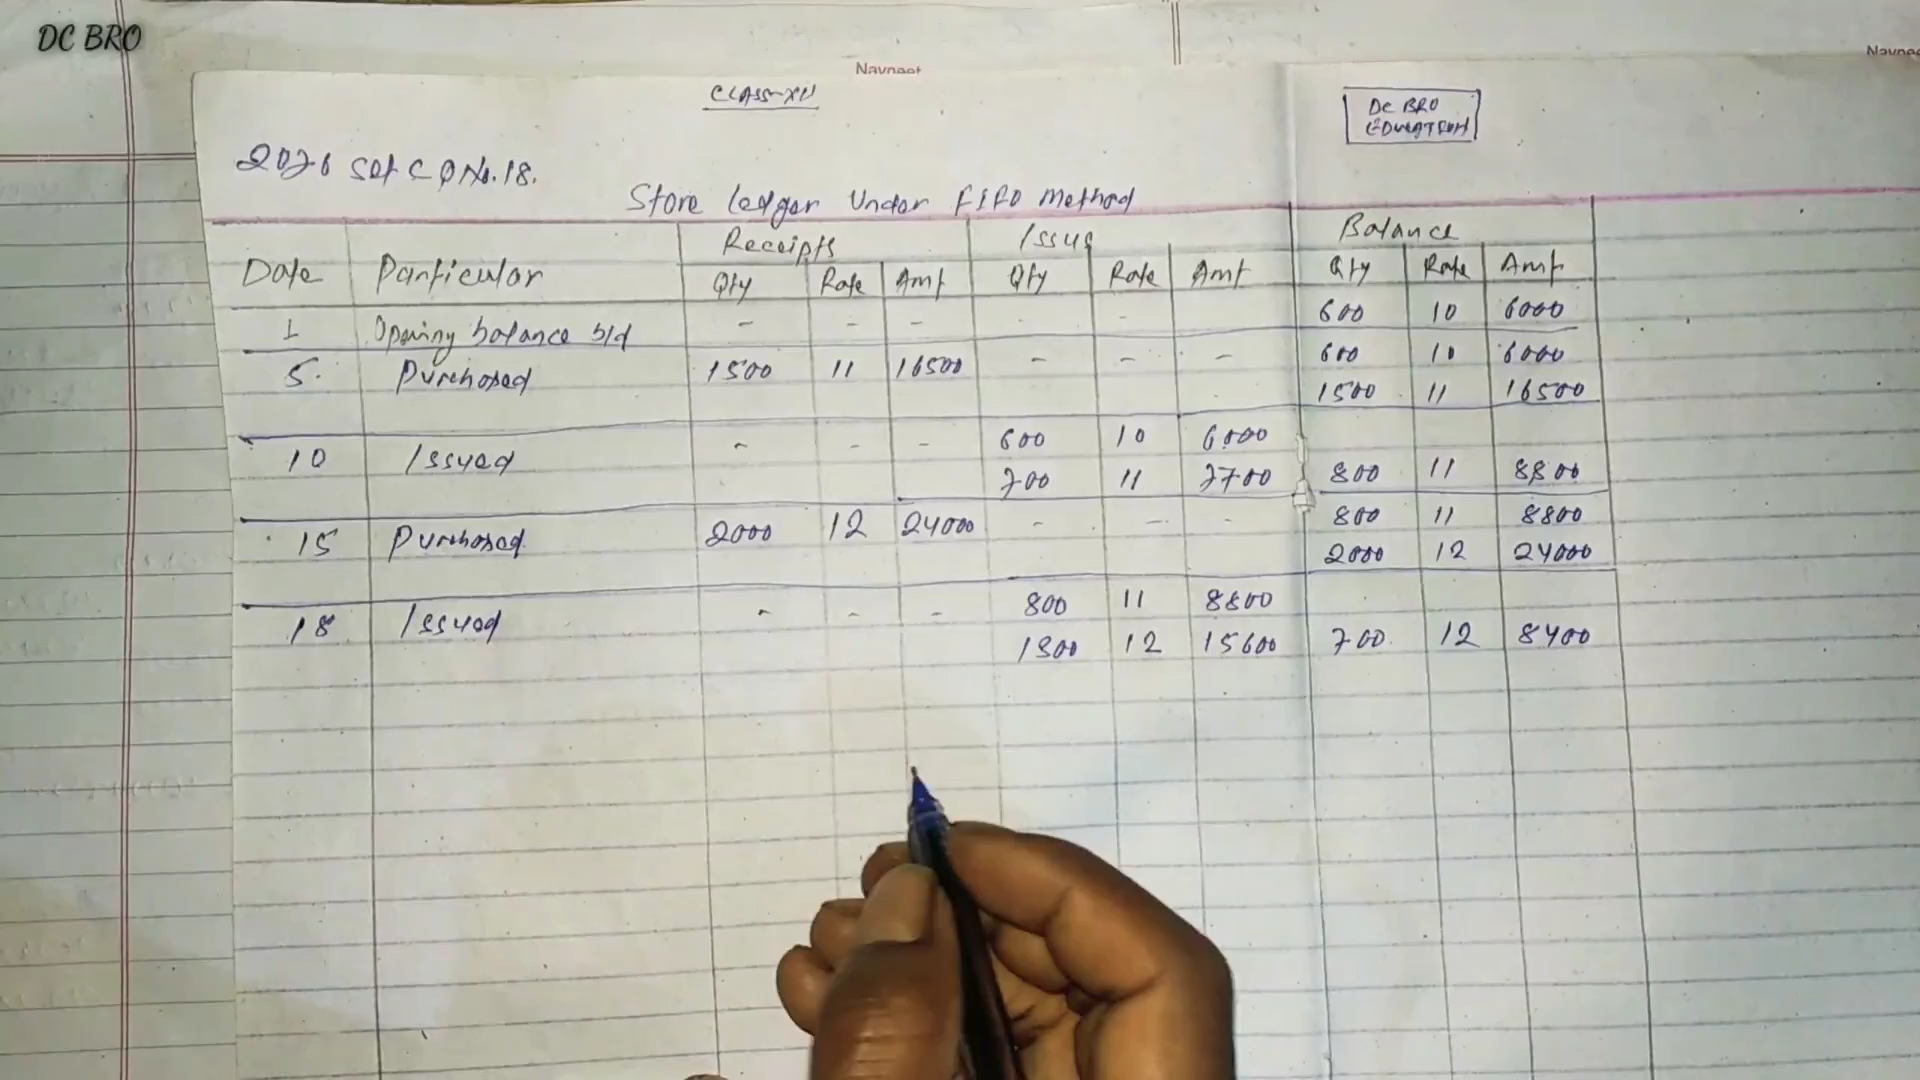 DC BRO
Navneet
Navnee
CLASS-XII
DC BRO
EDUCATION
2076 Set C Q No. 18.
Store Ledger Under FIFO Method
Receipts Issue Balance
Date Particular Qty Rate Amt Qty Rate Amt Qty Rate Amt
1 Opening balance b/d - - - - - 600 10 6000
5. Purchased 1500 11 16500 - - - 600 10 6000
1500 11 16500
10 Issued - - - 600 10 6000
700 11 7700 800 11 8800
15 Purchased 2000 12 24000 - - - 800 11 8800
2000 12 24000
18 Issued - - - 800 11 8800
1300 12 15600 700 12 8400